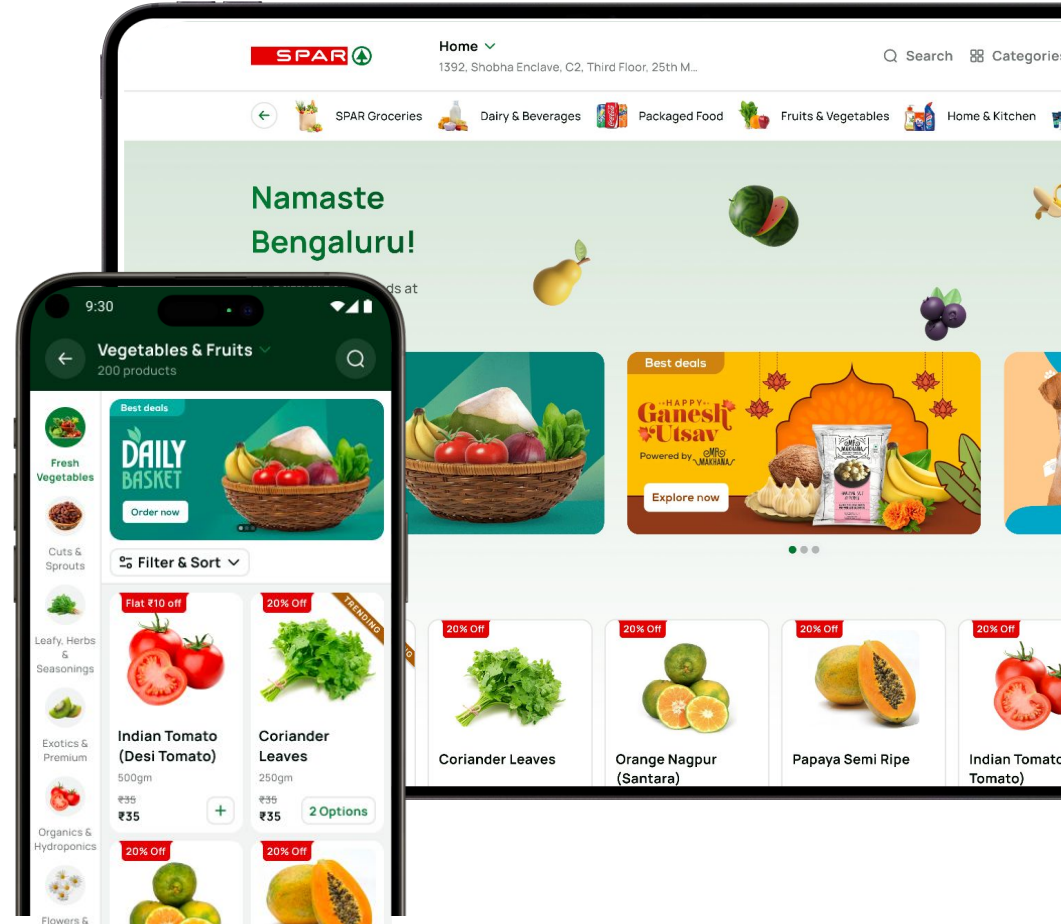 SPAR
Home
1392, Shobha Enclave, C2, Third Floor, 25th M...
Search
Categories
SPAR Groceries
Dairy & Beverages
Packaged Food
Fruits & Vegetables
Home & Kitchen
Namaste
Bengaluru!
ds at
Best deals
HAPPY
Ganesh
Utsav
Powered by MR. MAKHANA
Explore now
MR.
MAKHANA
20% Off
Coriander Leaves
20% Off
Orange Nagpur
(Santara)
20% Off
Papaya Semi Ripe
20% Off
Indian Tomato
Tomato)
9:30
Vegetables & Fruits
200 products
Fresh
Vegetables
Cuts &
Sprouts
Leafy, Herbs
&
Seasonings
Exotics &
Premium
Organics &
Hydroponics
Flowers &
Best deals
DAILY
BASKET
Order now
Filter & Sort
Flat ₹10 off
Indian Tomato
(Desi Tomato)
500gm
₹35
₹35
+
20% Off
TRENDING
Coriander
Leaves
250gm
₹35
₹35
2 Options
20% Off
20% Off